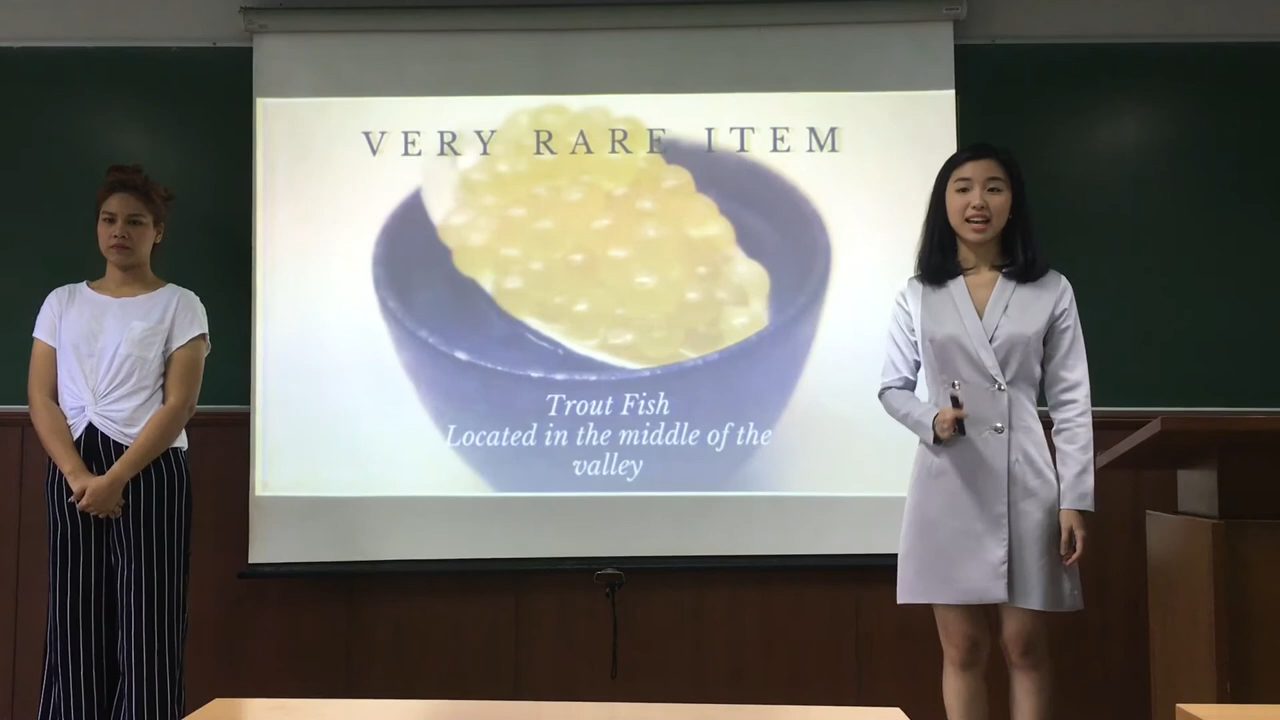 VERY RARE ITEM
Trout Fish
Located in the middle of the
valley